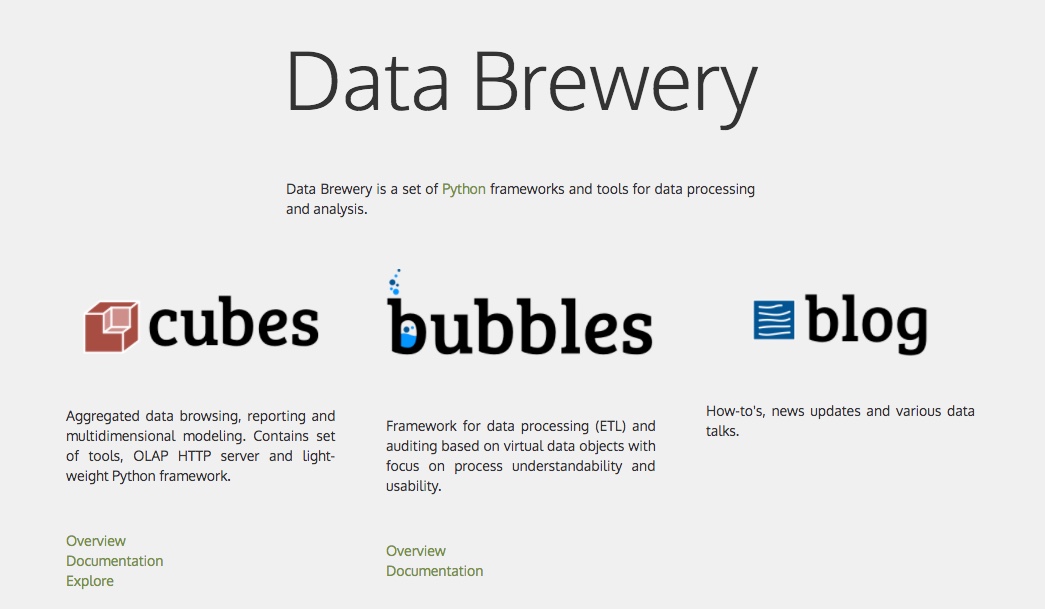 Data Brewery
Data Brewery is a set of Python frameworks and tools for data processing
and analysis.
cubes
Aggregated data browsing, reporting and
multidimensional modeling. Contains set
of tools, OLAP HTTP server and light-
weight Python framework.
Overview
Documentation
Explore
bubbles
Framework for data processing (ETL) and
auditing based on virtual data objects with
focus on process understandability and
usability.
Overview
Documentation
blog
How-to's, news updates and various data
talks.